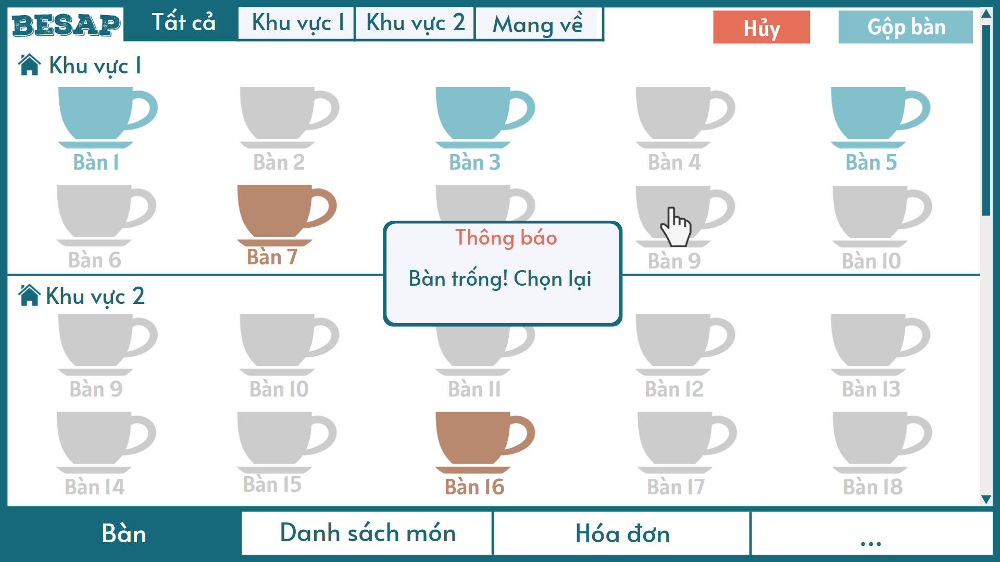 BESAP
Tất cả
Khu vực 1
Khu vực 2
Mang về
Hủy
Gộp bàn
Khu vực 1
Bàn 1
Bàn 2
Bàn 3
Bàn 4
Bàn 5
Bàn 6
Bàn 7
Bàn 9
Bàn 10
Thông báo
Bàn trống! Chọn lại
Khu vực 2
Bàn 9
Bàn 10
Bàn 11
Bàn 12
Bàn 13
Bàn 14
Bàn 15
Bàn 16
Bàn 17
Bàn 18
Bàn
Danh sách món
Hóa đơn
...